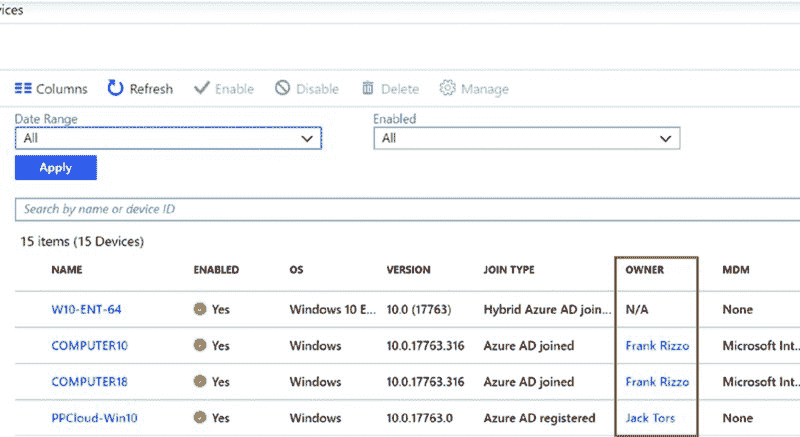 vices
Columns Refresh Enable Disable Delete Manage
Date Range Enabled
All All
Apply
Search by name or device ID
15 items (15 Devices)
NAME ENABLED OS VERSION JOIN TYPE OWNER MDM
W10-ENT-64 Yes Windows 10 E... 10.0 (17763) Hybrid Azure AD join... N/A None
COMPUTER10 Yes Windows 10.0.17763.316 Azure AD joined Frank Rizzo Microsoft Int...
COMPUTER18 Yes Windows 10.0.17763.316 Azure AD joined Frank Rizzo Microsoft Int...
PPCloud-Win10 Yes Windows 10.0.17763.0 Azure AD registered Jack Tors None